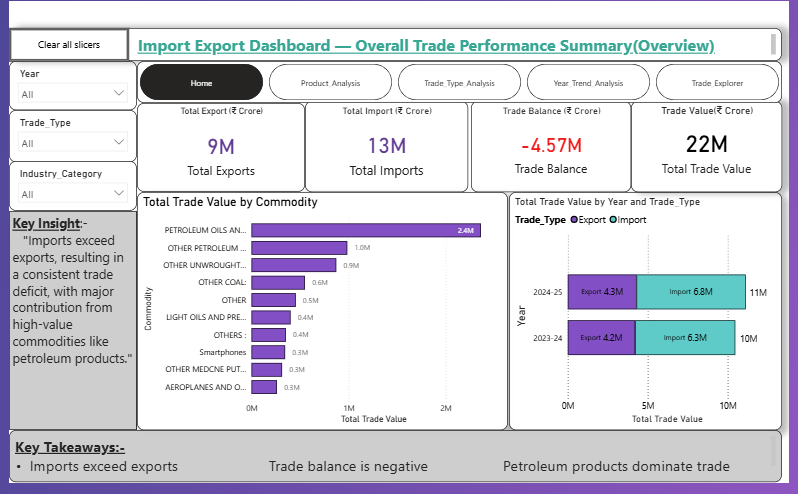 Clear all slicers
Import Export Dashboard — Overall Trade Performance Summary(Overview)
Year
All
Trade_Type
All
Industry_Category
All
Home
Product_Analysis
Trade_Type_Analysis
Year_Trend_Analysis
Trade_Explorer
Total Export (₹ Crore)
9M
Total Exports
Total Import (₹ Crore)
13M
Total Imports
Trade Balance (₹ Crore)
-4.57M
Trade Balance
Trade Value(₹ Crore)
22M
Total Trade Value
Key Insight:-
"Imports exceed
exports, resulting in
a consistent trade
deficit, with major
contribution from
high-value
commodities like
petroleum products."
Total Trade Value by Commodity
Commodity
PETROLEUM OILS AN... 2.4M
OTHER PETROLEUM ... 1.0M
OTHER UNWROUGHT... 0.9M
OTHER COAL: 0.6M
OTHER 0.5M
LIGHT OILS AND PRE... 0.4M
OTHERS : 0.4M
Smartphones 0.3M
OTHER MEDCNE PUT... 0.3M
AEROPLANES AND O... 0.3M
0M 1M 2M
Total Trade Value
Total Trade Value by Year and Trade_Type
Trade_Type Export Import
Year
2024-25 Export 4.3M Import 6.8M 11M
2023-24 Export 4.2M Import 6.3M 10M
0M 5M 10M
Total Trade Value
Key Takeaways:-
• Imports exceed exports Trade balance is negative Petroleum products dominate trade